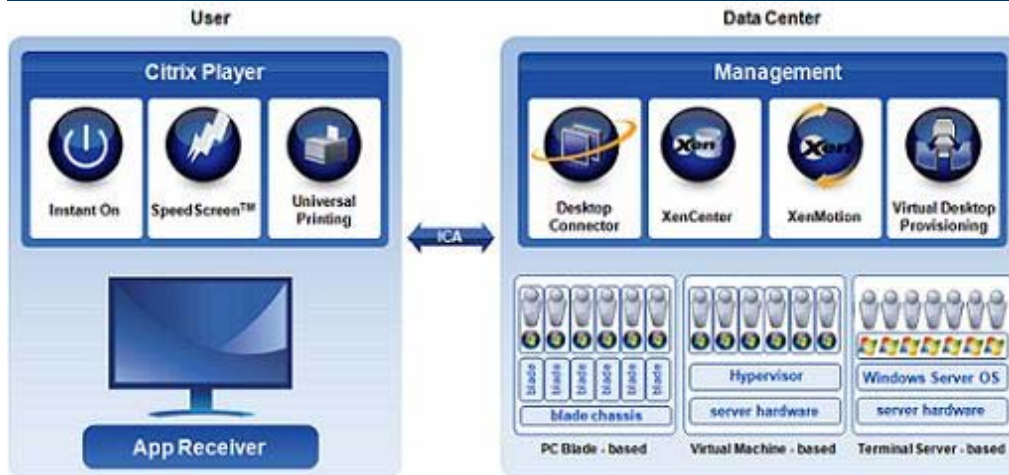 User
Data Center
Citrix Player
Instant On
SpeedScreen™
Universal
Printing
App Receiver
ICA
Management
Desktop
Connector
Xen
XenCenter
Xen
XenMotion
Virtual Desktop
Provisioning
blade
blade
blade
blade
blade
blade
blade chassis
PC Blade - based
Hypervisor
server hardware
Virtual Machine - based
Windows Server OS
server hardware
Terminal Server - based